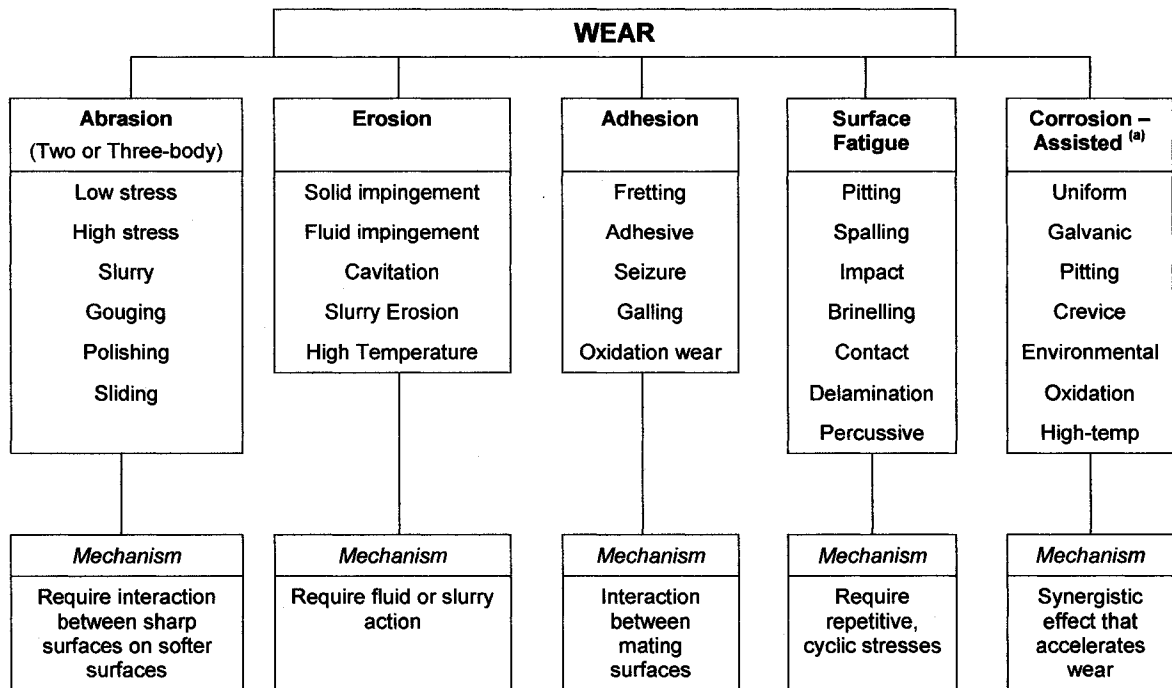 WEAR
Abrasion
(Two or Three-body)
Low stress
High stress
Slurry
Gouging
Polishing
Sliding
Mechanism
Require interaction
between sharp
surfaces on softer
surfaces
Erosion
Solid impingement
Fluid impingement
Cavitation
Slurry Erosion
High Temperature
Mechanism
Require fluid or slurry
action
Adhesion
Fretting
Adhesive
Seizure
Galling
Oxidation wear
Mechanism
Interaction
between
mating
surfaces
Surface
Fatigue
Pitting
Spalling
Impact
Brinelling
Contact
Delamination
Percussive
Mechanism
Require
repetitive,
cyclic stresses
Corrosion –
Assisted (a)
Uniform
Galvanic
Pitting
Crevice
Environmental
Oxidation
High-temp
Mechanism
Synergistic
effect that
accelerates
wear